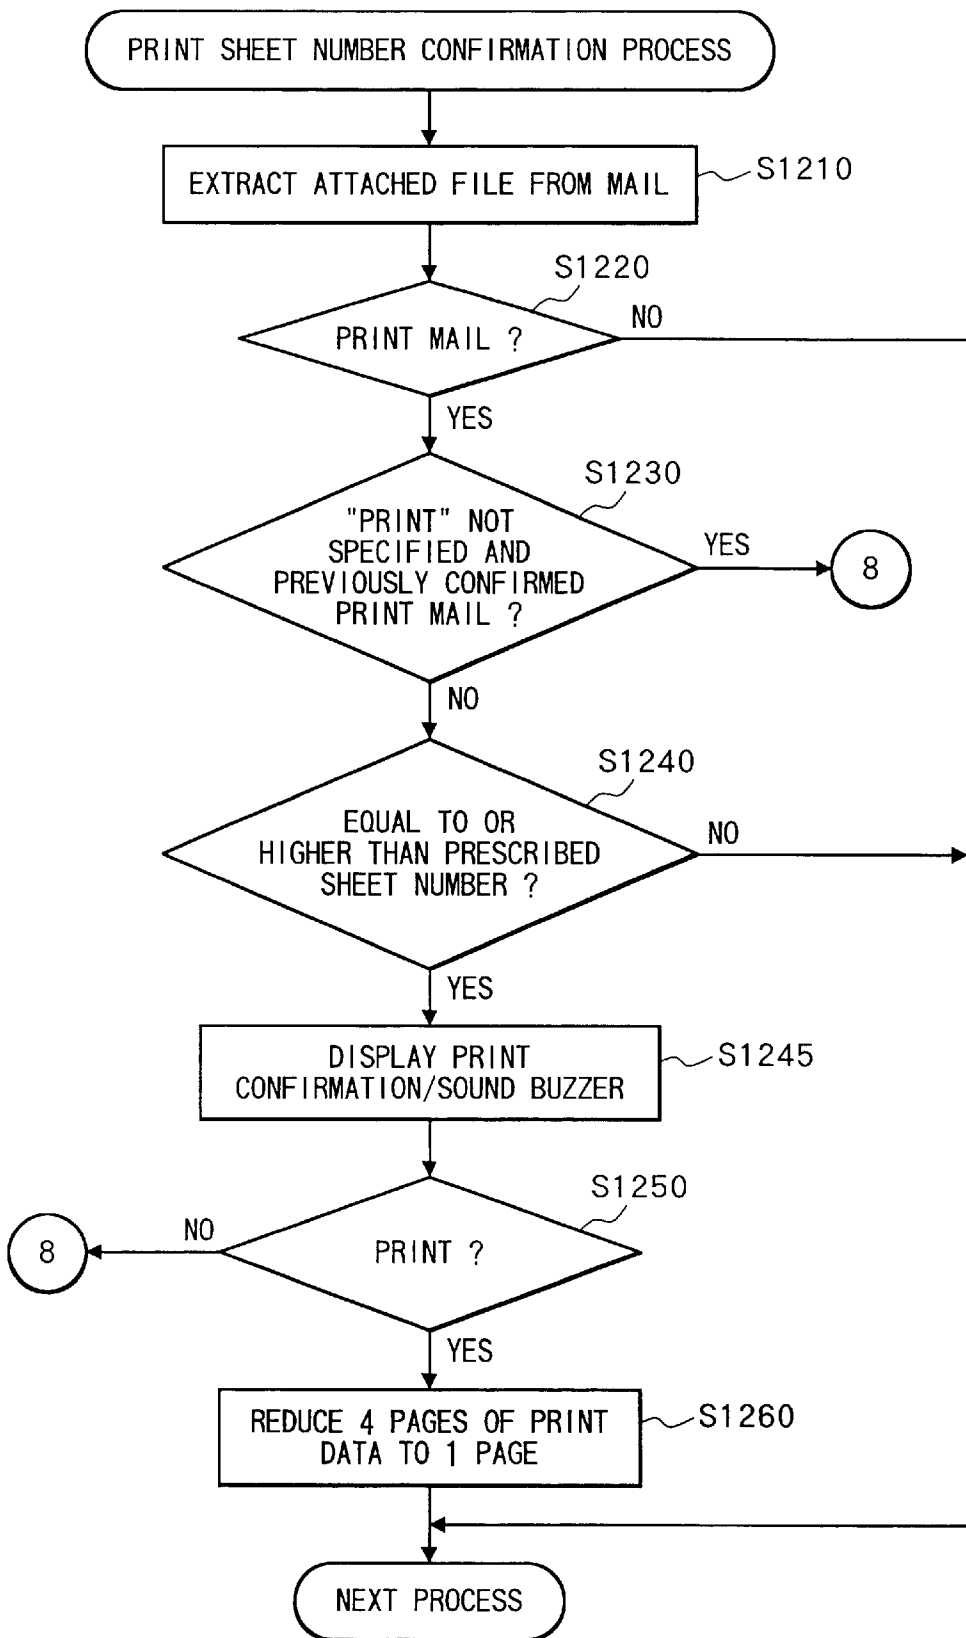 PRINT SHEET NUMBER CONFIRMATION PROCESS
EXTRACT ATTACHED FILE FROM MAIL
S1210
S1220
PRINT MAIL ?
NO
YES
S1230
"PRINT" NOT
SPECIFIED AND
PREVIOUSLY CONFIRMED
PRINT MAIL ?
YES
8
NO
S1240
EQUAL TO OR
HIGHER THAN PRESCRIBED
SHEET NUMBER ?
NO
YES
DISPLAY PRINT
CONFIRMATION/SOUND BUZZER
S1245
S1250
PRINT ?
NO
8
YES
REDUCE 4 PAGES OF PRINT
DATA TO 1 PAGE
S1260
NEXT PROCESS